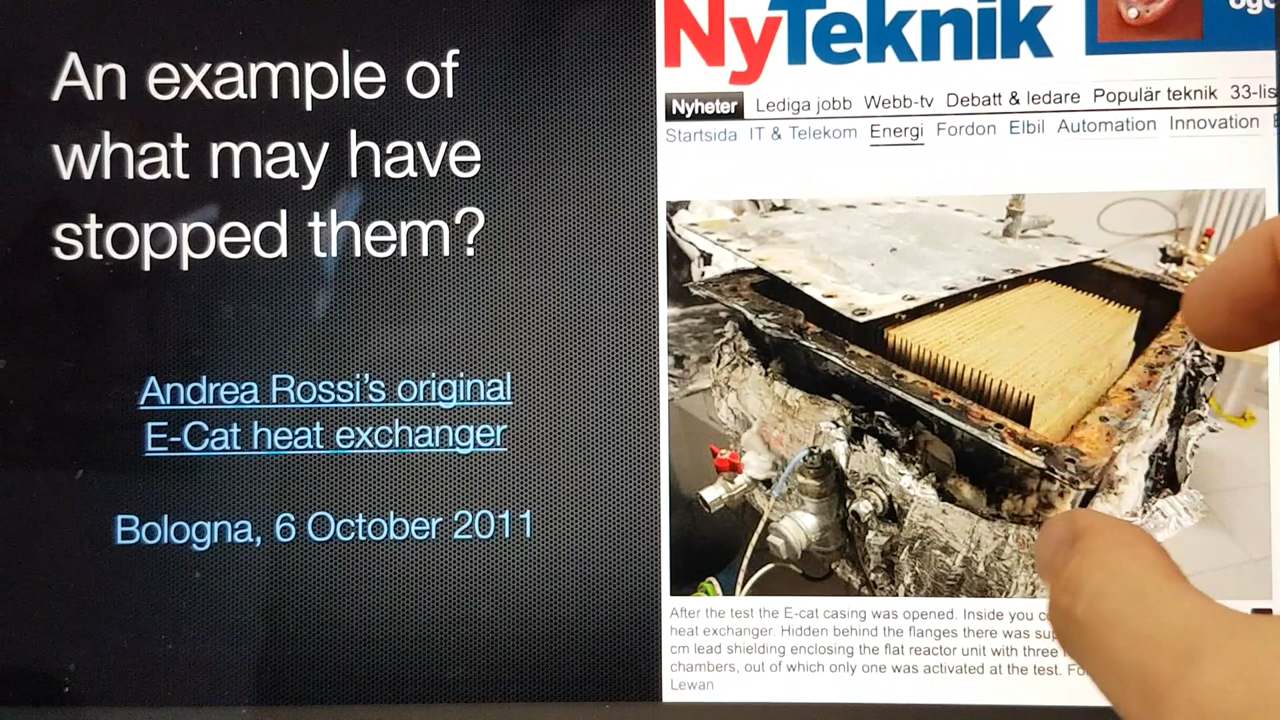 An example of
what may have
stopped them?
Andrea Rossi's original
E-Cat heat exchanger
Bologna, 6 October 2011
NyTeknik
Nyheter Lediga jobb Webb-tv Debatt & ledare Populär teknik
Startsida IT & Telekom Energi Fordon Elbil Automation Innovation
After the test the E-cat casing was opened. Inside you
heat exchanger. Hidden behind the flanges there was
cm lead shielding enclosing the flat reactor unit with three
chambers, out of which only one was activated at the test.
Lewan